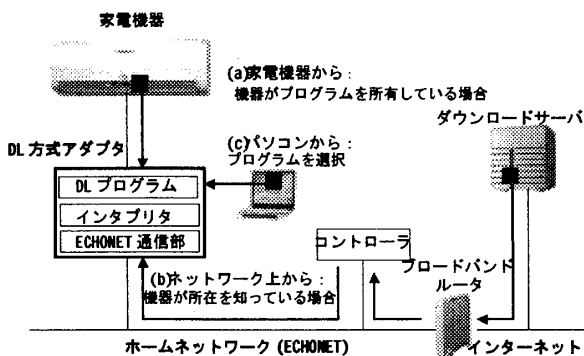 家電機器
(a)家電機器から：
機器がプログラムを所有している場合
ダウンロードサーバ
DL方式アダプタ
(c)パソコンから：
プログラムを選択
DLプログラム
インタプリタ
ECHONET通信部
コントローラ
(b)ネットワーク上から：
機器が所在を知っている場合
ブロードバンド
ルータ
ホームネットワーク(ECHONET)
インターネット